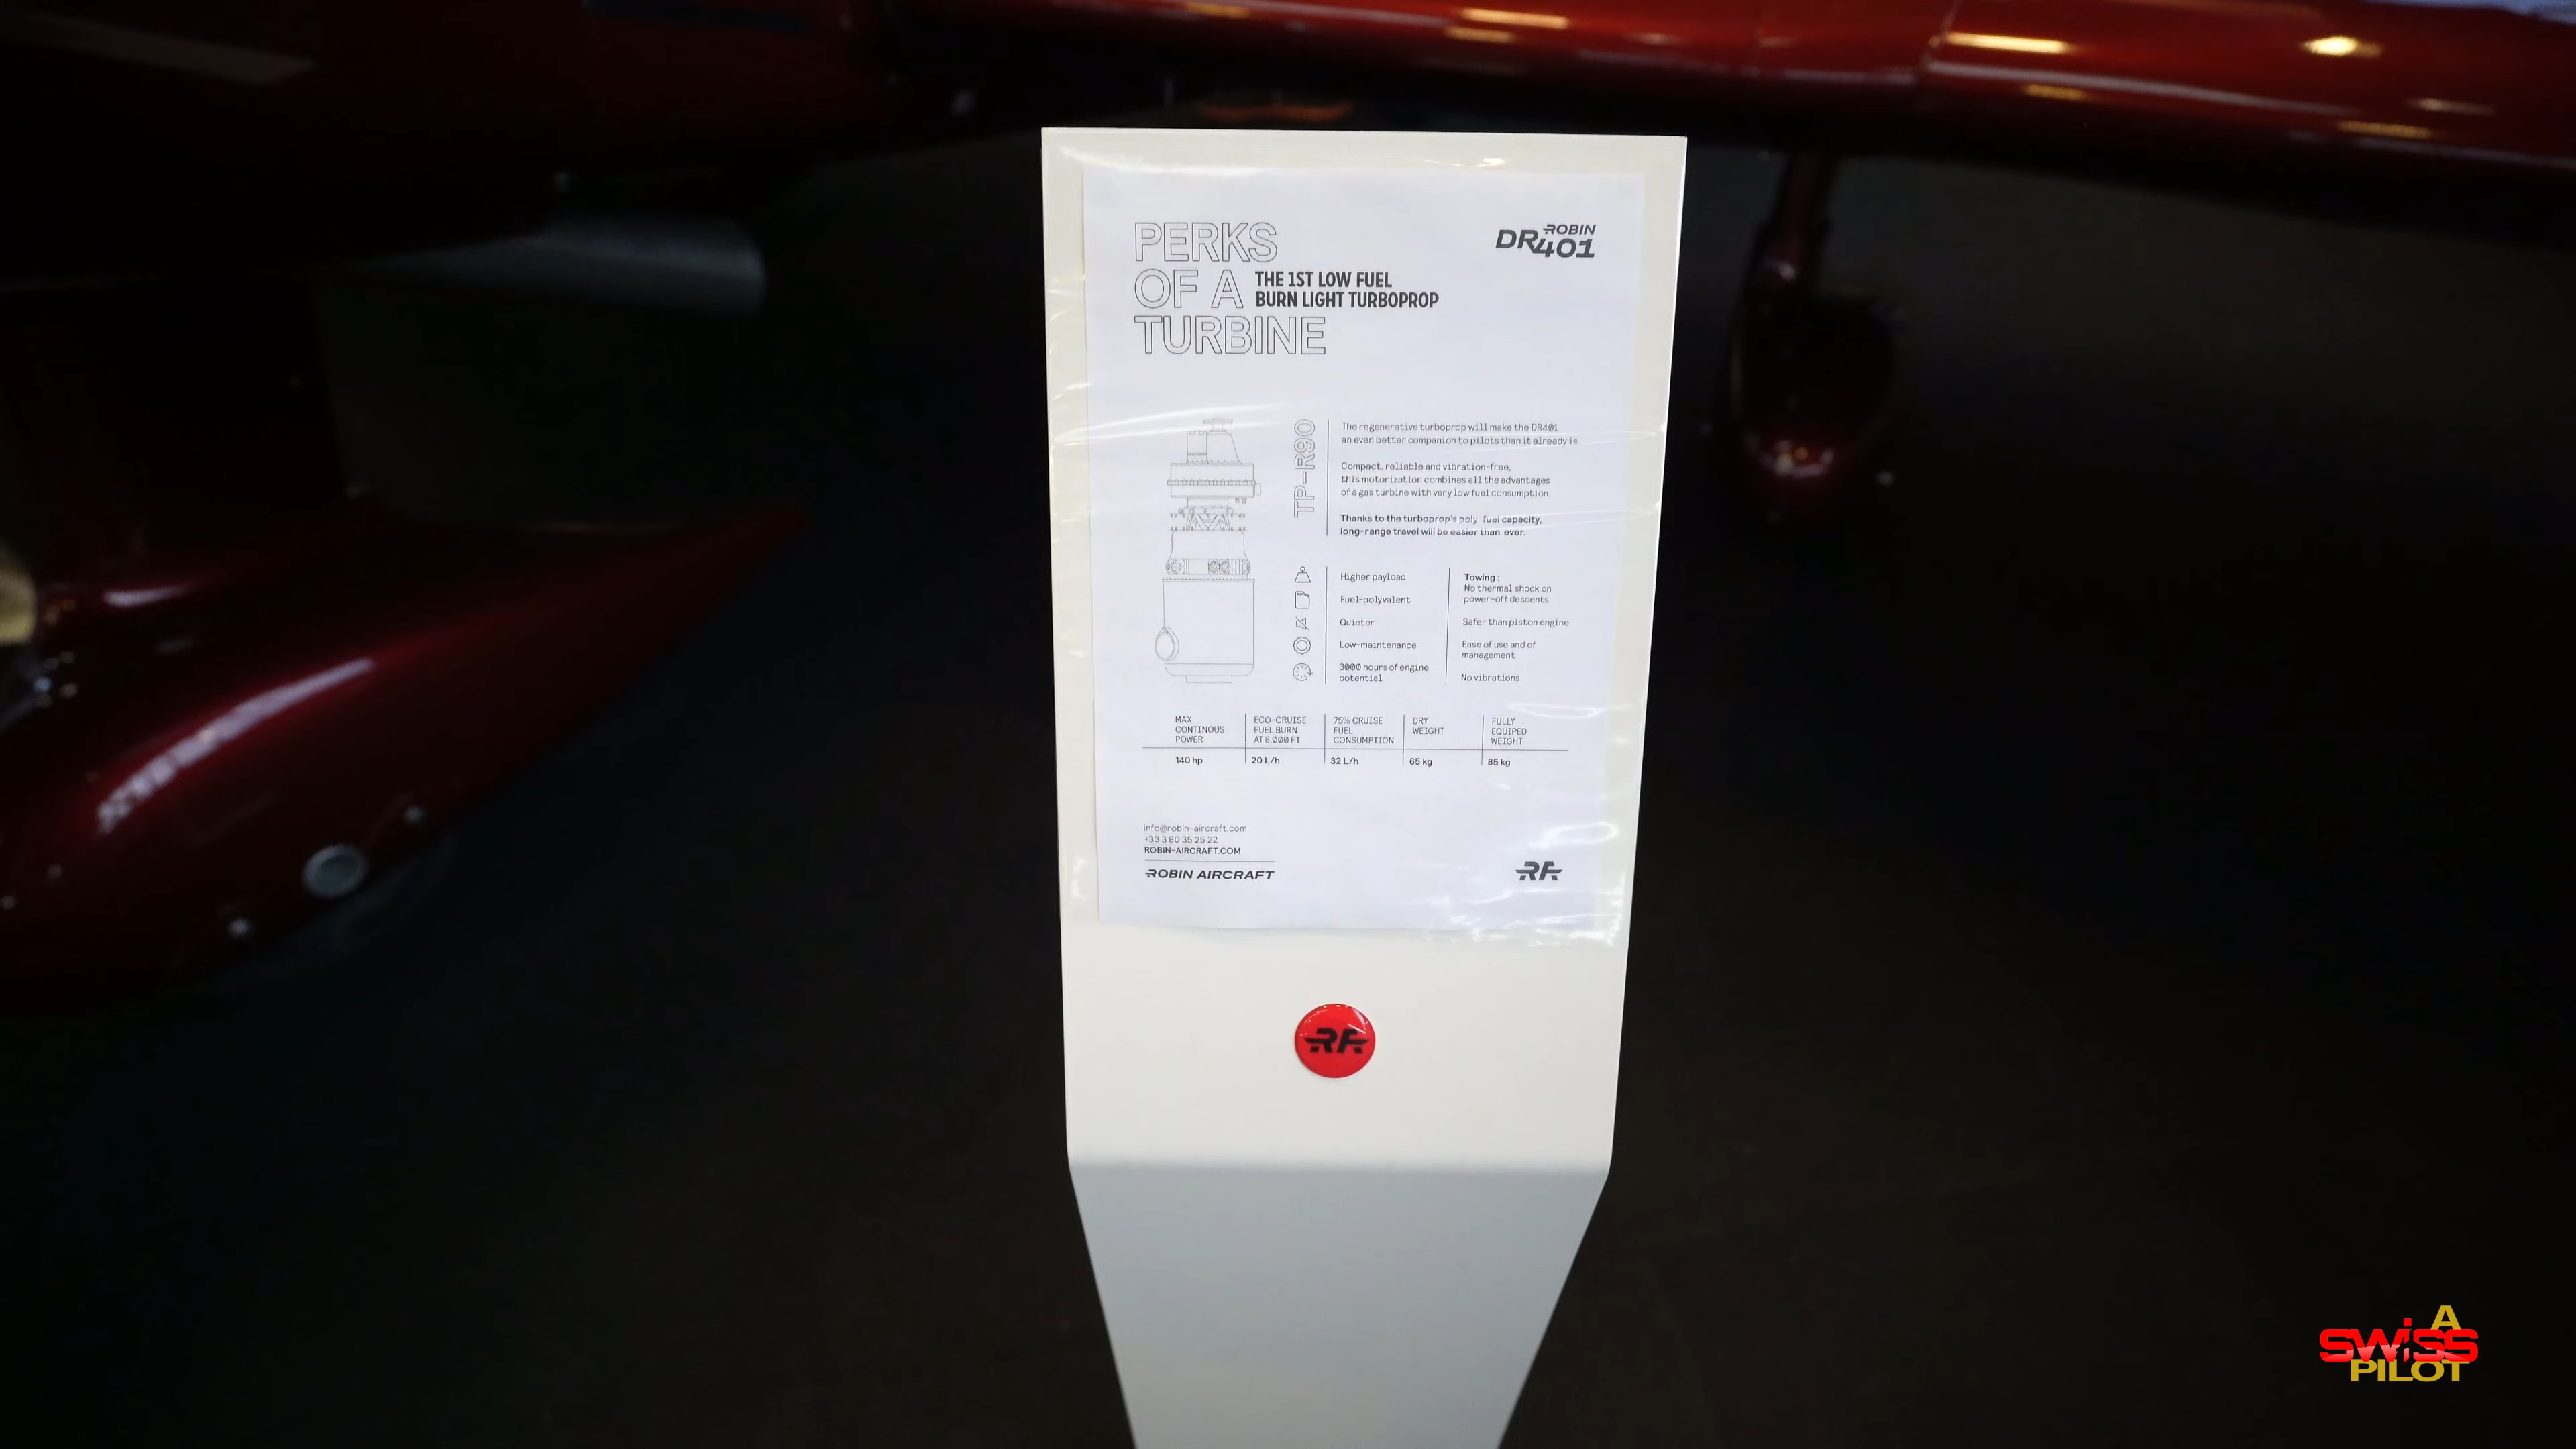 PERKS
OF A
TURBINE
THE 1ST LOW FUEL
BURN LIGHT TURBOPROP
ROBIN
DR401
TP-R90
The regenerative turboprop will make the DR401
an even better companion to pilots than it already is
Compact, reliable and vibration-free,
this motorization combines all the advantages
of a gas turbine with very low fuel consumption.
Thanks to the turboprop's poly fuel capacity,
long-range travel will be easier than ever.
Higher payload
Fuel-polyvalent
Quieter
Low-maintenance
3000 hours of engine
potential
Towing :
No thermal shock on
power-off descents
Safer than piston engine
Ease of use and of
management
No vibrations
MAX
CONTINOUS
POWER
140 hp
ECO-CRUISE
FUEL BURN
AT 8.000 FT
20 L/h
75% CRUISE
FUEL
CONSUMPTION
32 L/h
DRY
WEIGHT
65 kg
FULLY
EQUIPED
WEIGHT
85 kg
info@robin-aircraft.com
+33 3 80 35 25 22
ROBIN-AIRCRAFT.COM
ROBIN AIRCRAFT
RA
RA
A
SWISS
PILOT